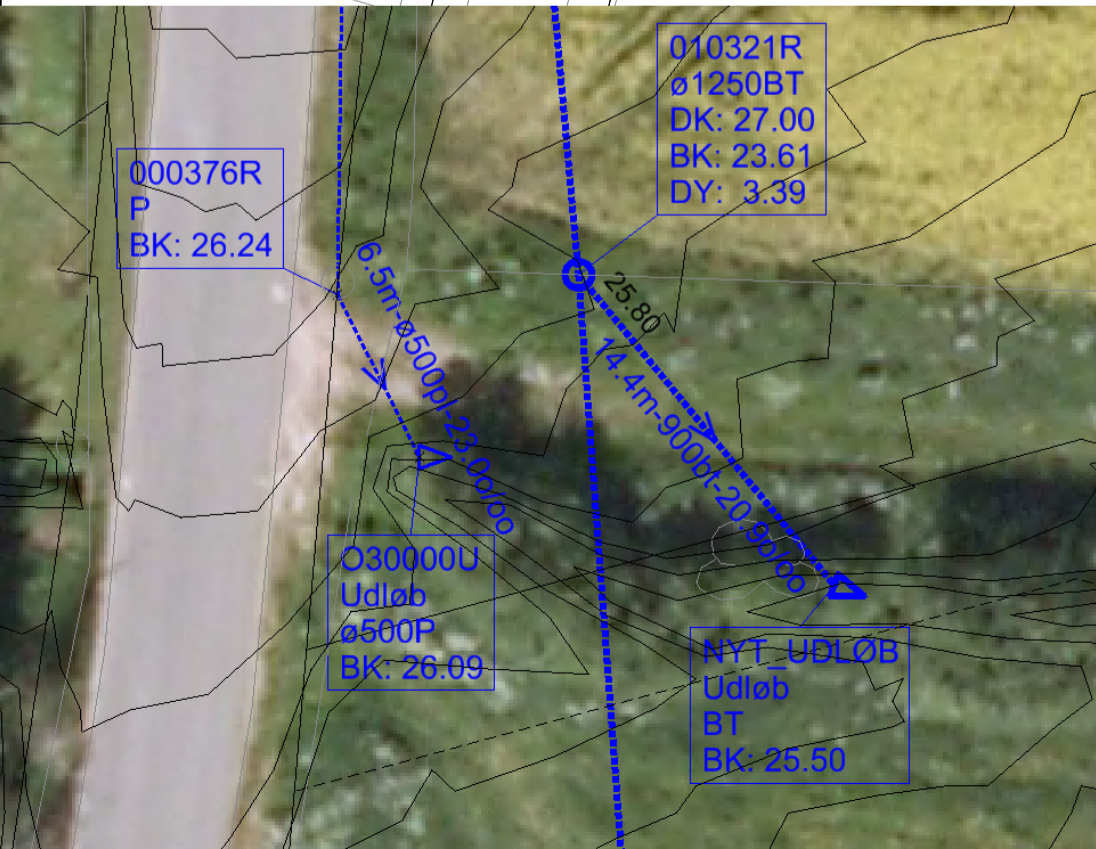 010321R
ø1250BT
DK: 27.00
BK: 23.61
DY: 3.39
000376R
P
BK: 26.24
6.5m-ø500pl-23.0o/oo
25.80
14.4m-900bt-20.9o/oo
O30000U
Udløb
ø500P
BK: 26.09
NYT_UDLØB
Udløb
BT
BK: 25.50